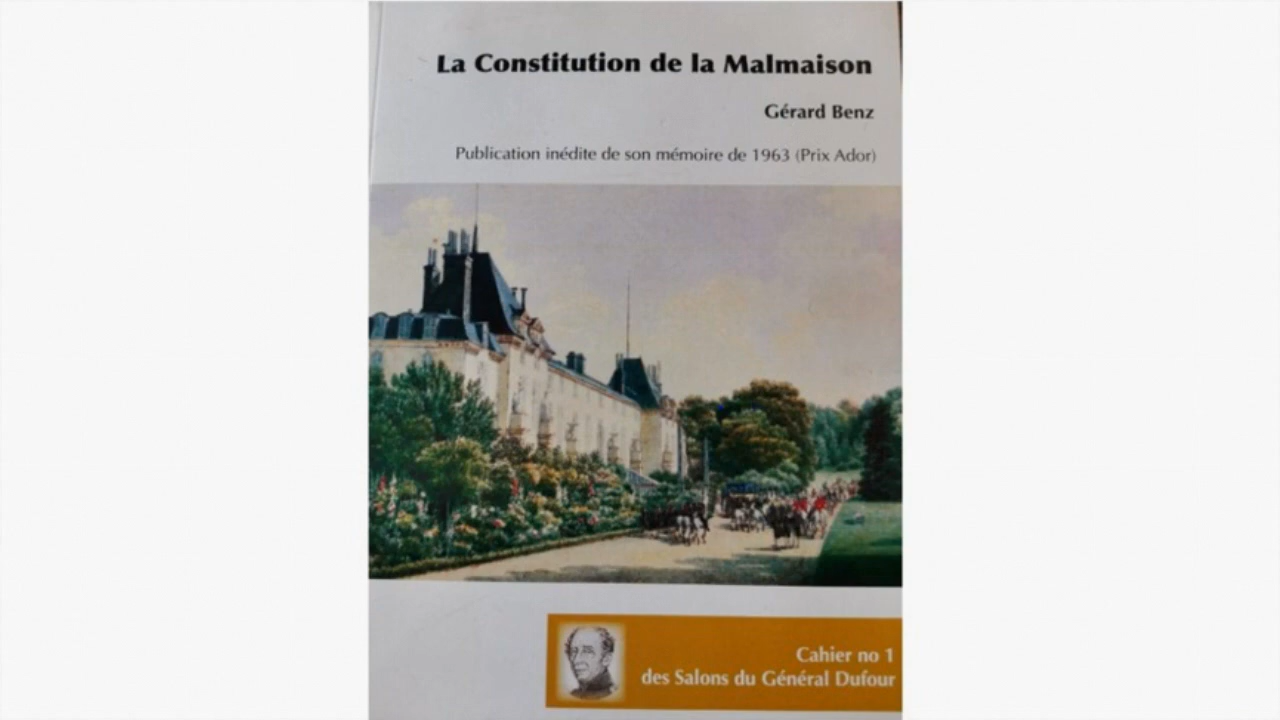 La Constitution de la Malmaison
Gérard Benz
Publication inédite de son mémoire de 1963 (Prix Ador)
Cahier no 1
des Salons du Général Dufour